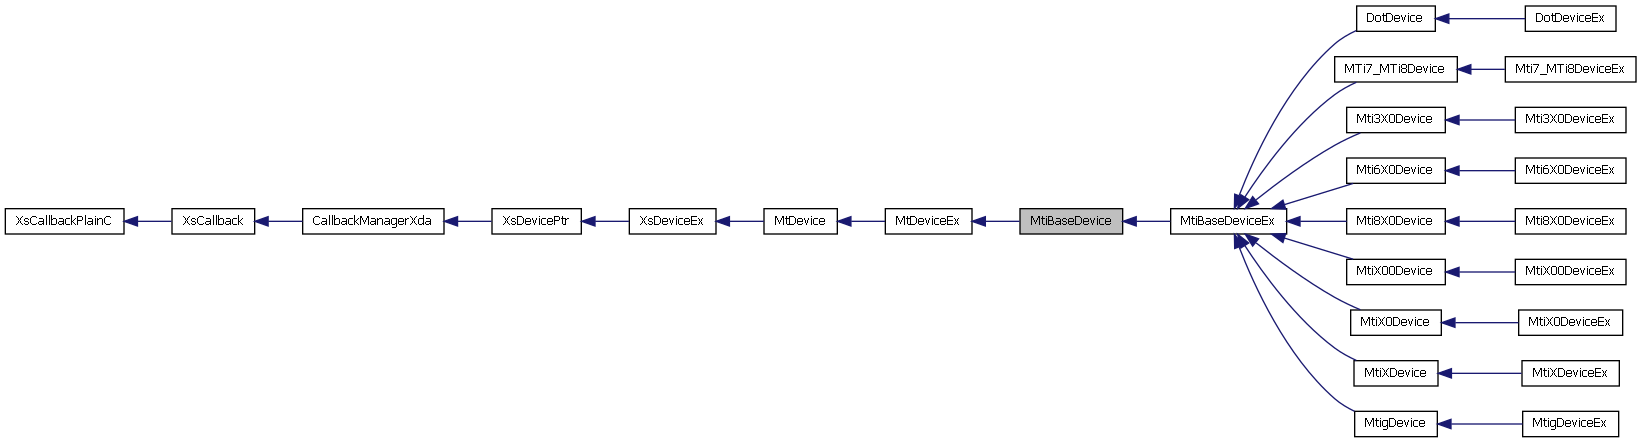 DotDevice
DotDeviceEx
MTi7_MTi8Device
Mti7_MTi8DeviceEx
Mti3X0Device
Mti3X0DeviceEx
Mti6X0Device
Mti6X0DeviceEx
XsCallbackPlainC
XsCallback
CallbackManagerXda
XsDevicePtr
XsDeviceEx
MtDevice
MtDeviceEx
MtiBaseDevice
MtiBaseDeviceEx
Mti8X0Device
Mti8X0DeviceEx
MtiX00Device
MtiX00DeviceEx
MtiX0Device
MtiX0DeviceEx
MtiXDevice
MtiXDeviceEx
MtigDevice
MtigDeviceEx